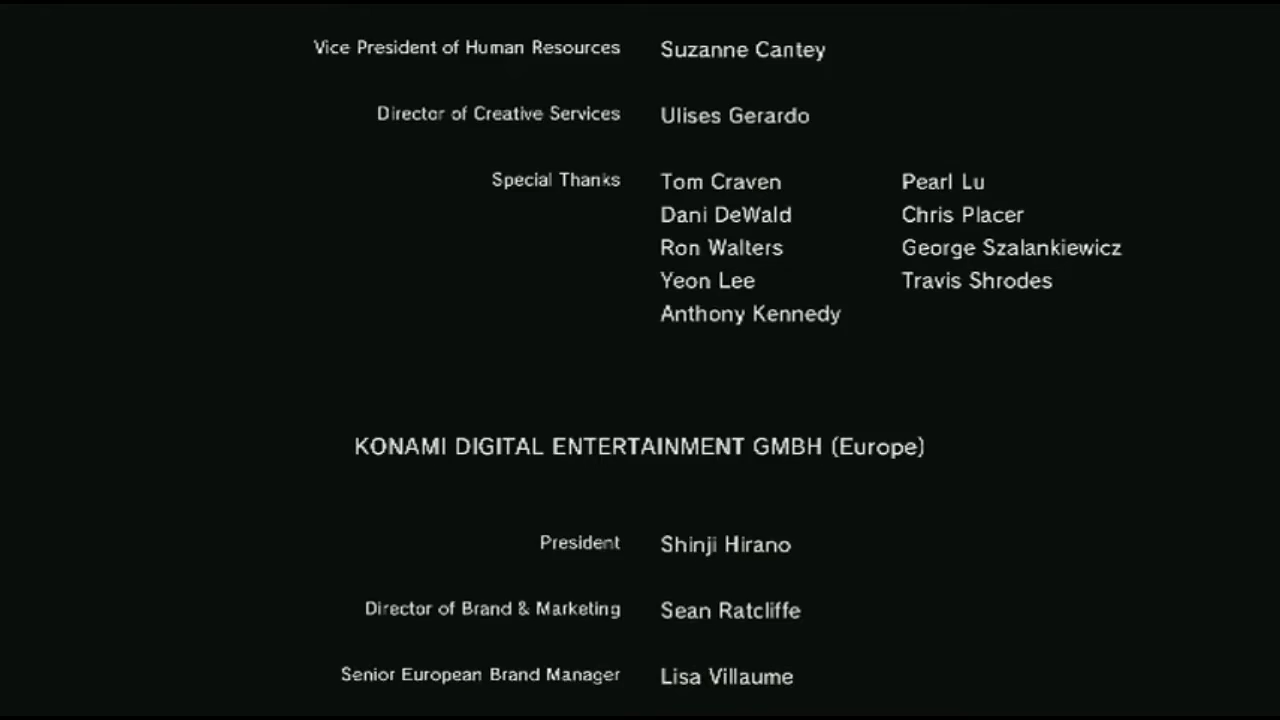 Vice President of Human Resources Suzanne Cantey
Director of Creative Services Ulises Gerardo
Special Thanks Tom Craven Pearl Lu
Dani DeWald Chris Placer
Ron Walters George Szalankiewicz
Yeon Lee Travis Shrodes
Anthony Kennedy
KONAMI DIGITAL ENTERTAINMENT GMBH (Europe)
President Shinji Hirano
Director of Brand & Marketing Sean Ratcliffe
Senior European Brand Manager Lisa Villaume